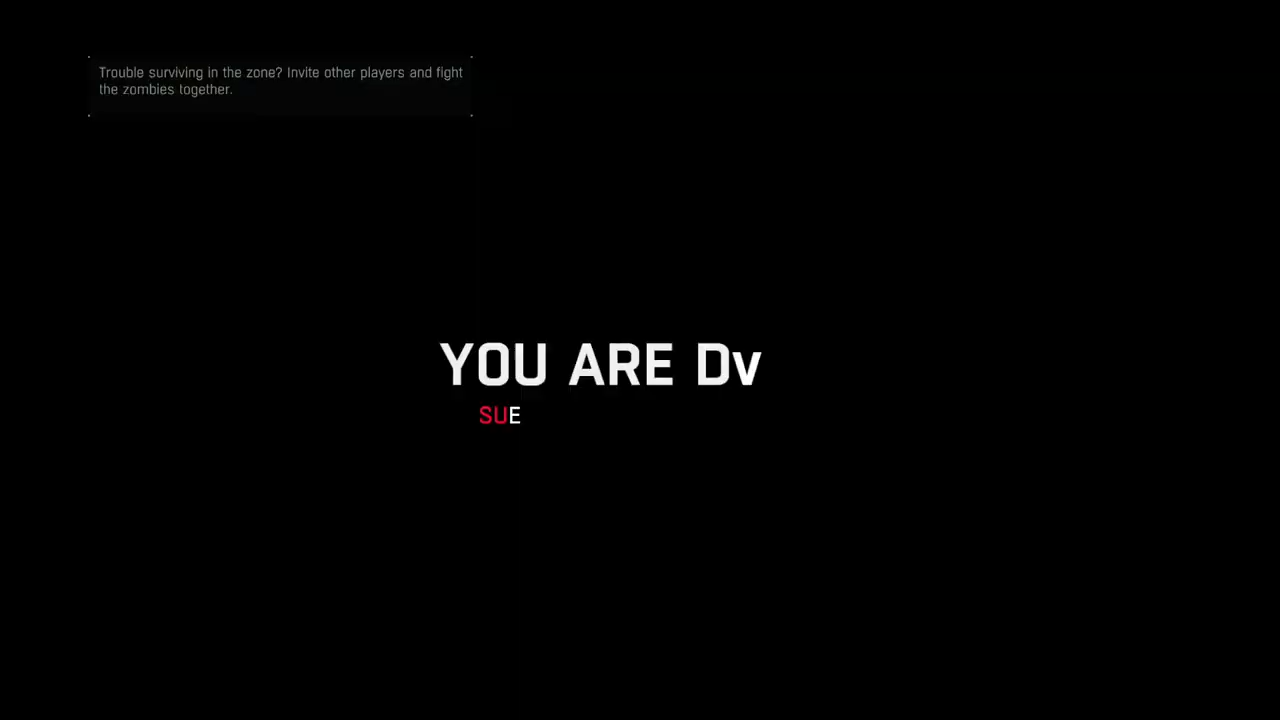 Trouble surviving in the zone? Invite other players and fight
the zombies together.
YOU ARE Dv
SUE